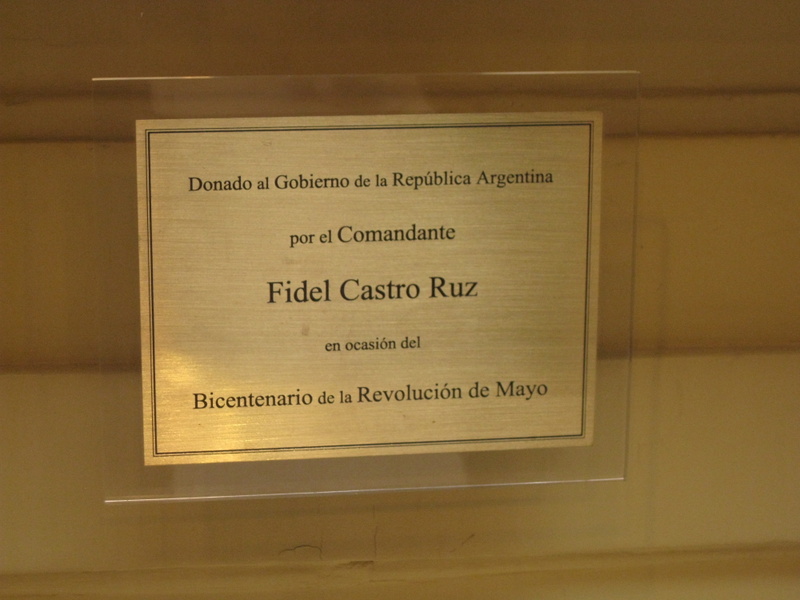 Donado al Gobierno de la República Argentina
por el Comandante
Fidel Castro Ruz
en ocasión del
Bicentenario de la Revolución de Mayo